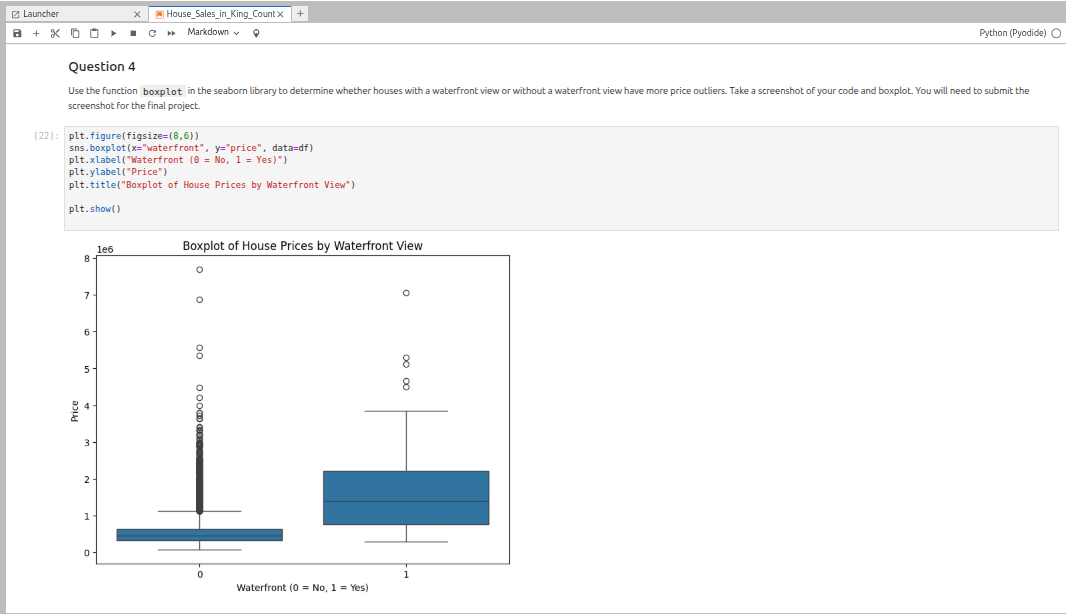 Launcher
House_Sales_in_King_Count
Markdown
Python (Pyodide)
Question 4
Use the function boxplot in the seaborn library to determine whether houses with a waterfront view or without a waterfront view have more price outliers. Take a screenshot of your code and boxplot. You will need to submit the
screenshot for the final project.
[22]:
plt.figure(figsize=(8,6))
sns.boxplot(x="waterfront", y="price", data=df)
plt.xlabel("Waterfront (0 = No, 1 = Yes)")
plt.ylabel("Price")
plt.title("Boxplot of House Prices by Waterfront View")
plt.show()
1e6
Boxplot of House Prices by Waterfront View
8
7
6
5
4
3
2
1
0
Price
0 1
Waterfront (0 = No, 1 = Yes)